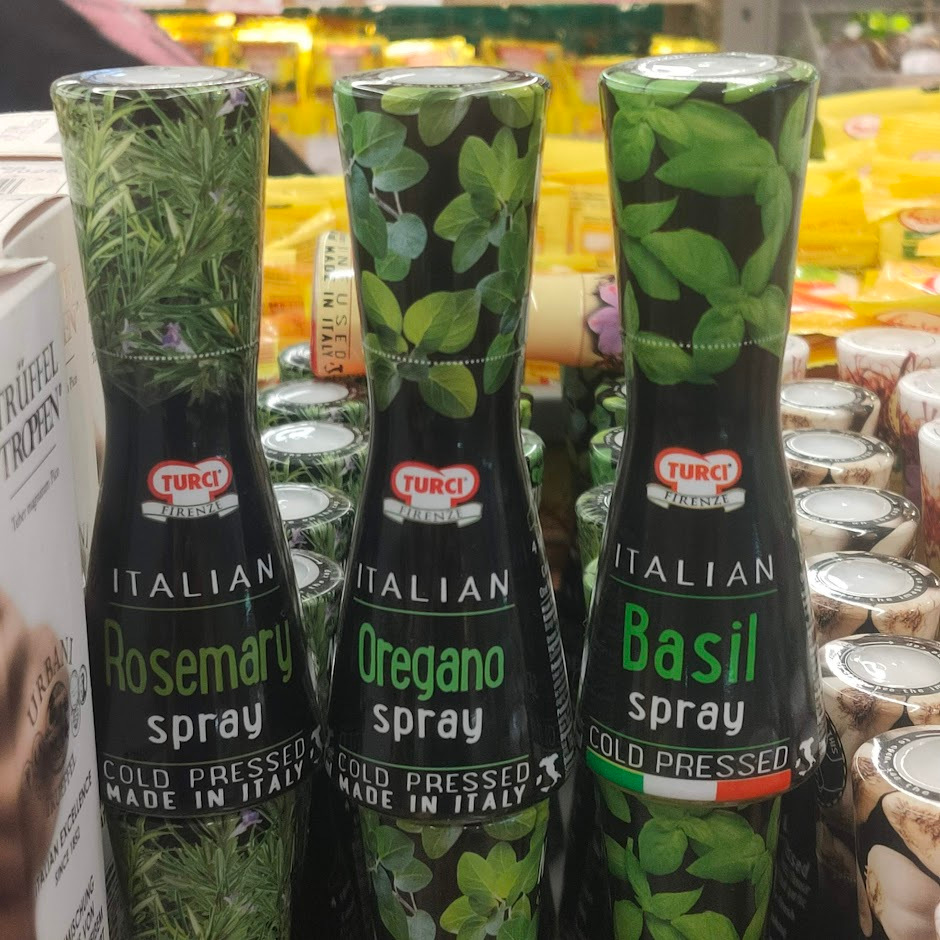 TURCI
FIRENZE
ITALIAN
Rosemary
spray
COLD PRESSED
MADE IN ITALY
TURCI
FIRENZE
ITALIAN
Oregano
spray
COLD PRESSED
MADE IN ITALY
TURCI
FIRENZE
ITALIAN
Basil
spray
COLD PRESSED
TRÜFFEL
TROPFEN
URBANI
ITALIAN EXCELLENCE
SINCE 1852
INFUSED
MADE IN ITALY